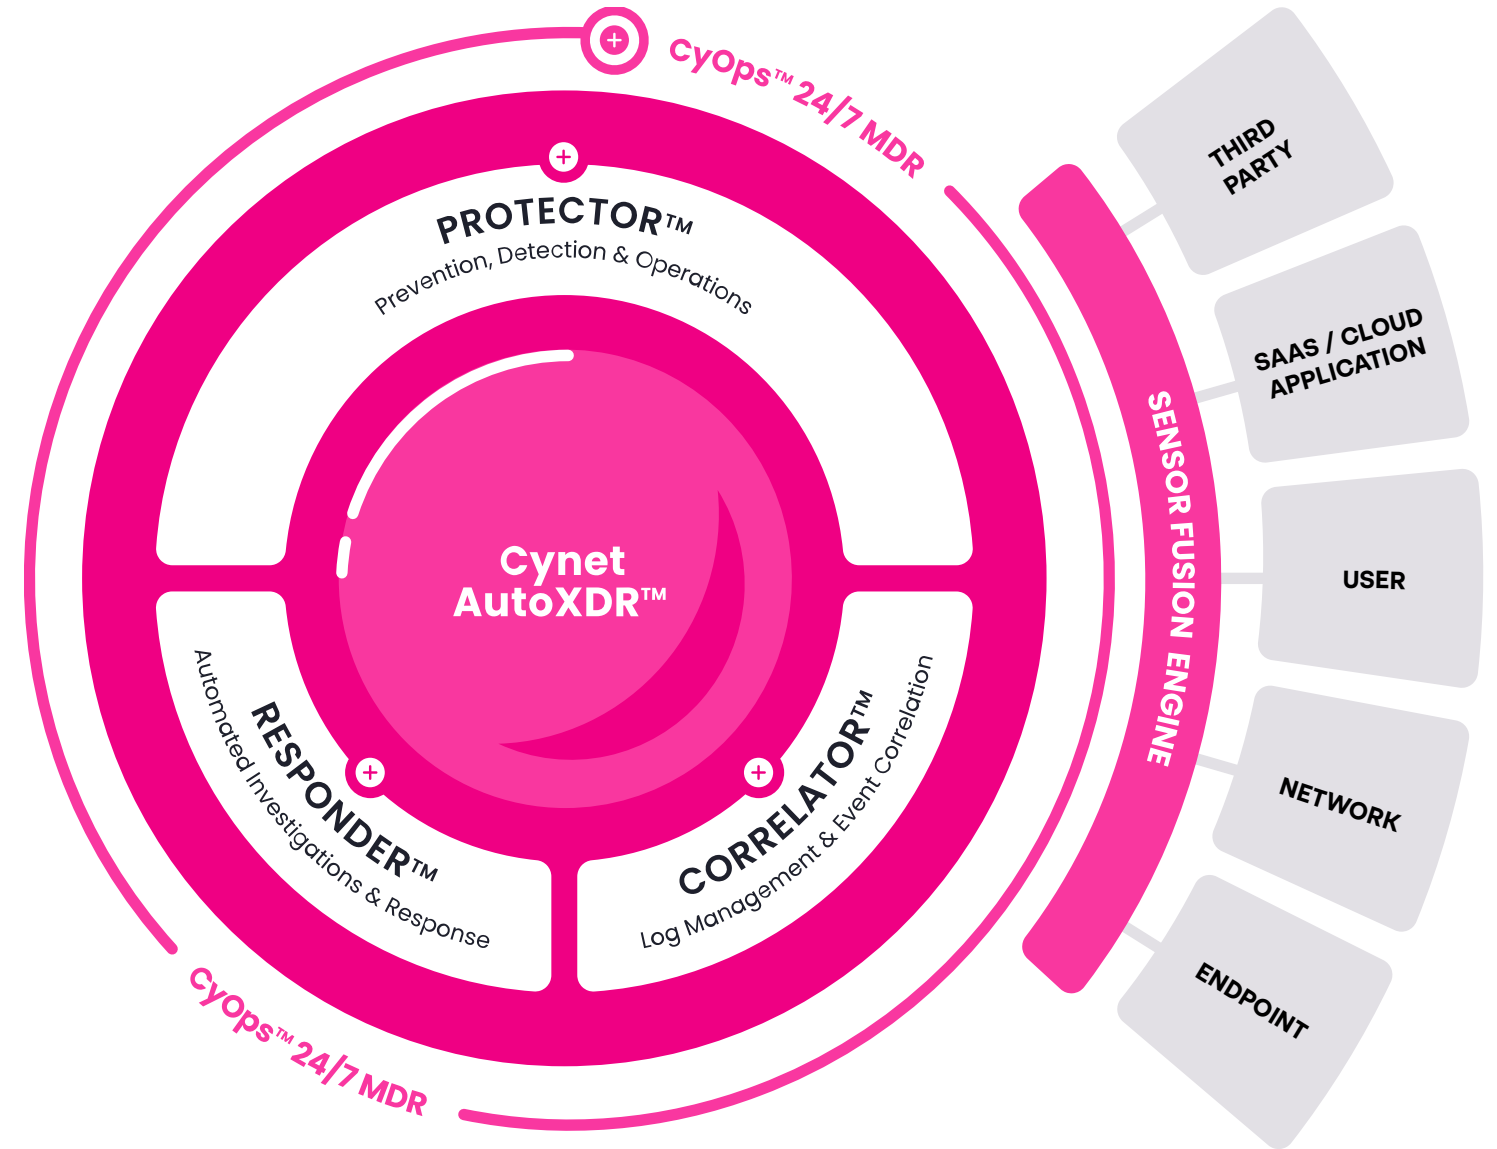 CyOps™ 24/7 MDR
PROTECTOR™
Prevention, Detection & Operations
Cynet
AutoXDR™
RESPONDER™
Automated Investigations & Response
CORRELATOR™
Log Management & Event Correlation
CyOps™ 24/7 MDR
SENSOR FUSION ENGINE
THIRD
PARTY
SAAS / CLOUD
APPLICATION
USER
NETWORK
ENDPOINT